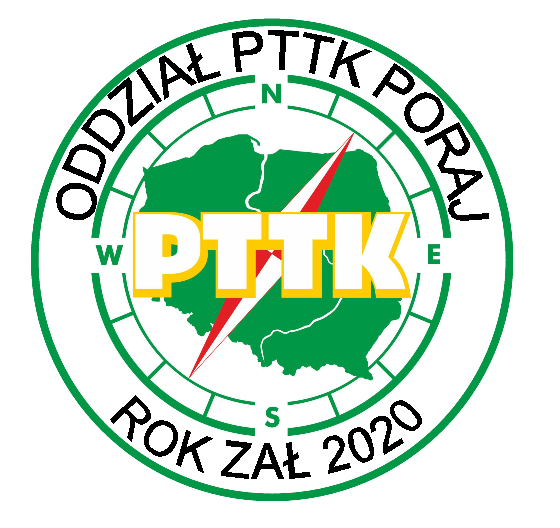 ODDZIAŁ PTTK PORAJ
N
W
PTTK
E
S
ROK ZAŁ 2020